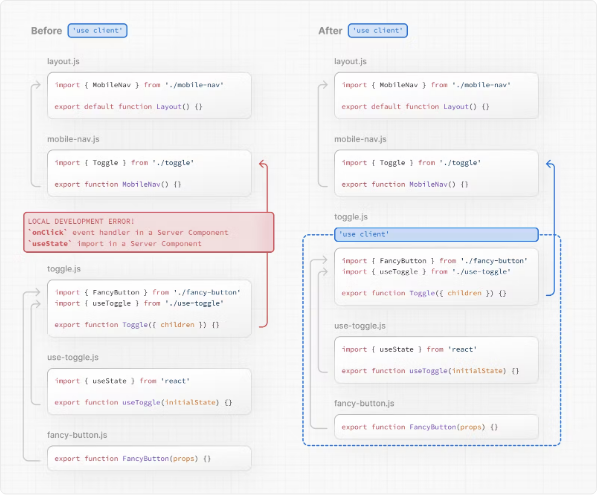 Before 'use client'
layout.js
import { MobileNav } from './mobile-nav'
export default function Layout() {}
mobile-nav.js
import { Toggle } from './toggle'
export function MobileNav() {}
LOCAL DEVELOPMENT ERROR:
`onClick` event handler in a Server Component
`useState` import in a Server Component
toggle.js
import { FancyButton } from './fancy-button'
import { useToggle } from './use-toggle'
export function Toggle({ children }) {}
use-toggle.js
import { useState } from 'react'
export function useToggle(initialState) {}
fancy-button.js
export function FancyButton(props) {}
After 'use client'
layout.js
import { MobileNav } from './mobile-nav'
export default function Layout() {}
mobile-nav.js
import { Toggle } from './toggle'
export function MobileNav() {}
toggle.js
'use client'
import { FancyButton } from './fancy-button'
import { useToggle } from './use-toggle'
export function Toggle({ children }) {}
use-toggle.js
import { useState } from 'react'
export function useToggle(initialState) {}
fancy-button.js
export function FancyButton(props) {}